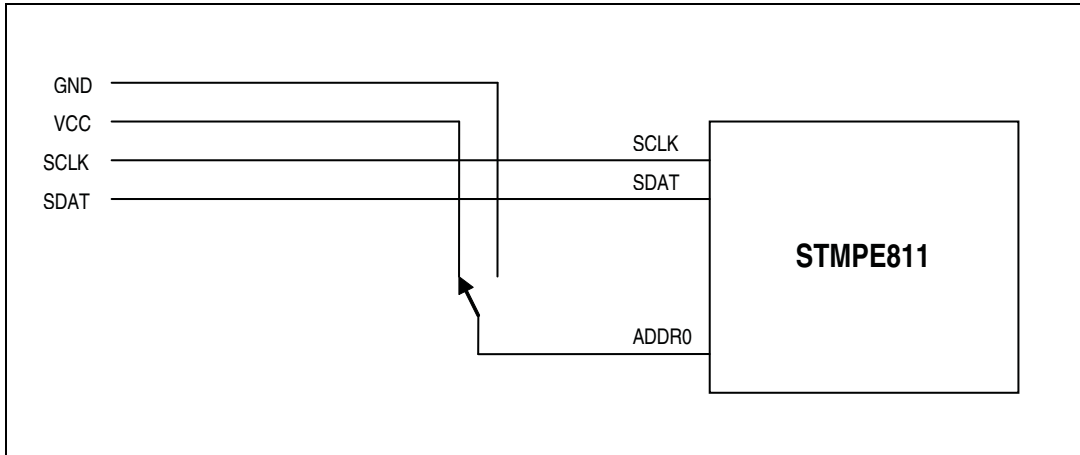 GND
VCC
SCLK
SDAT
SCLK
SDAT
STMPE811
ADDR0